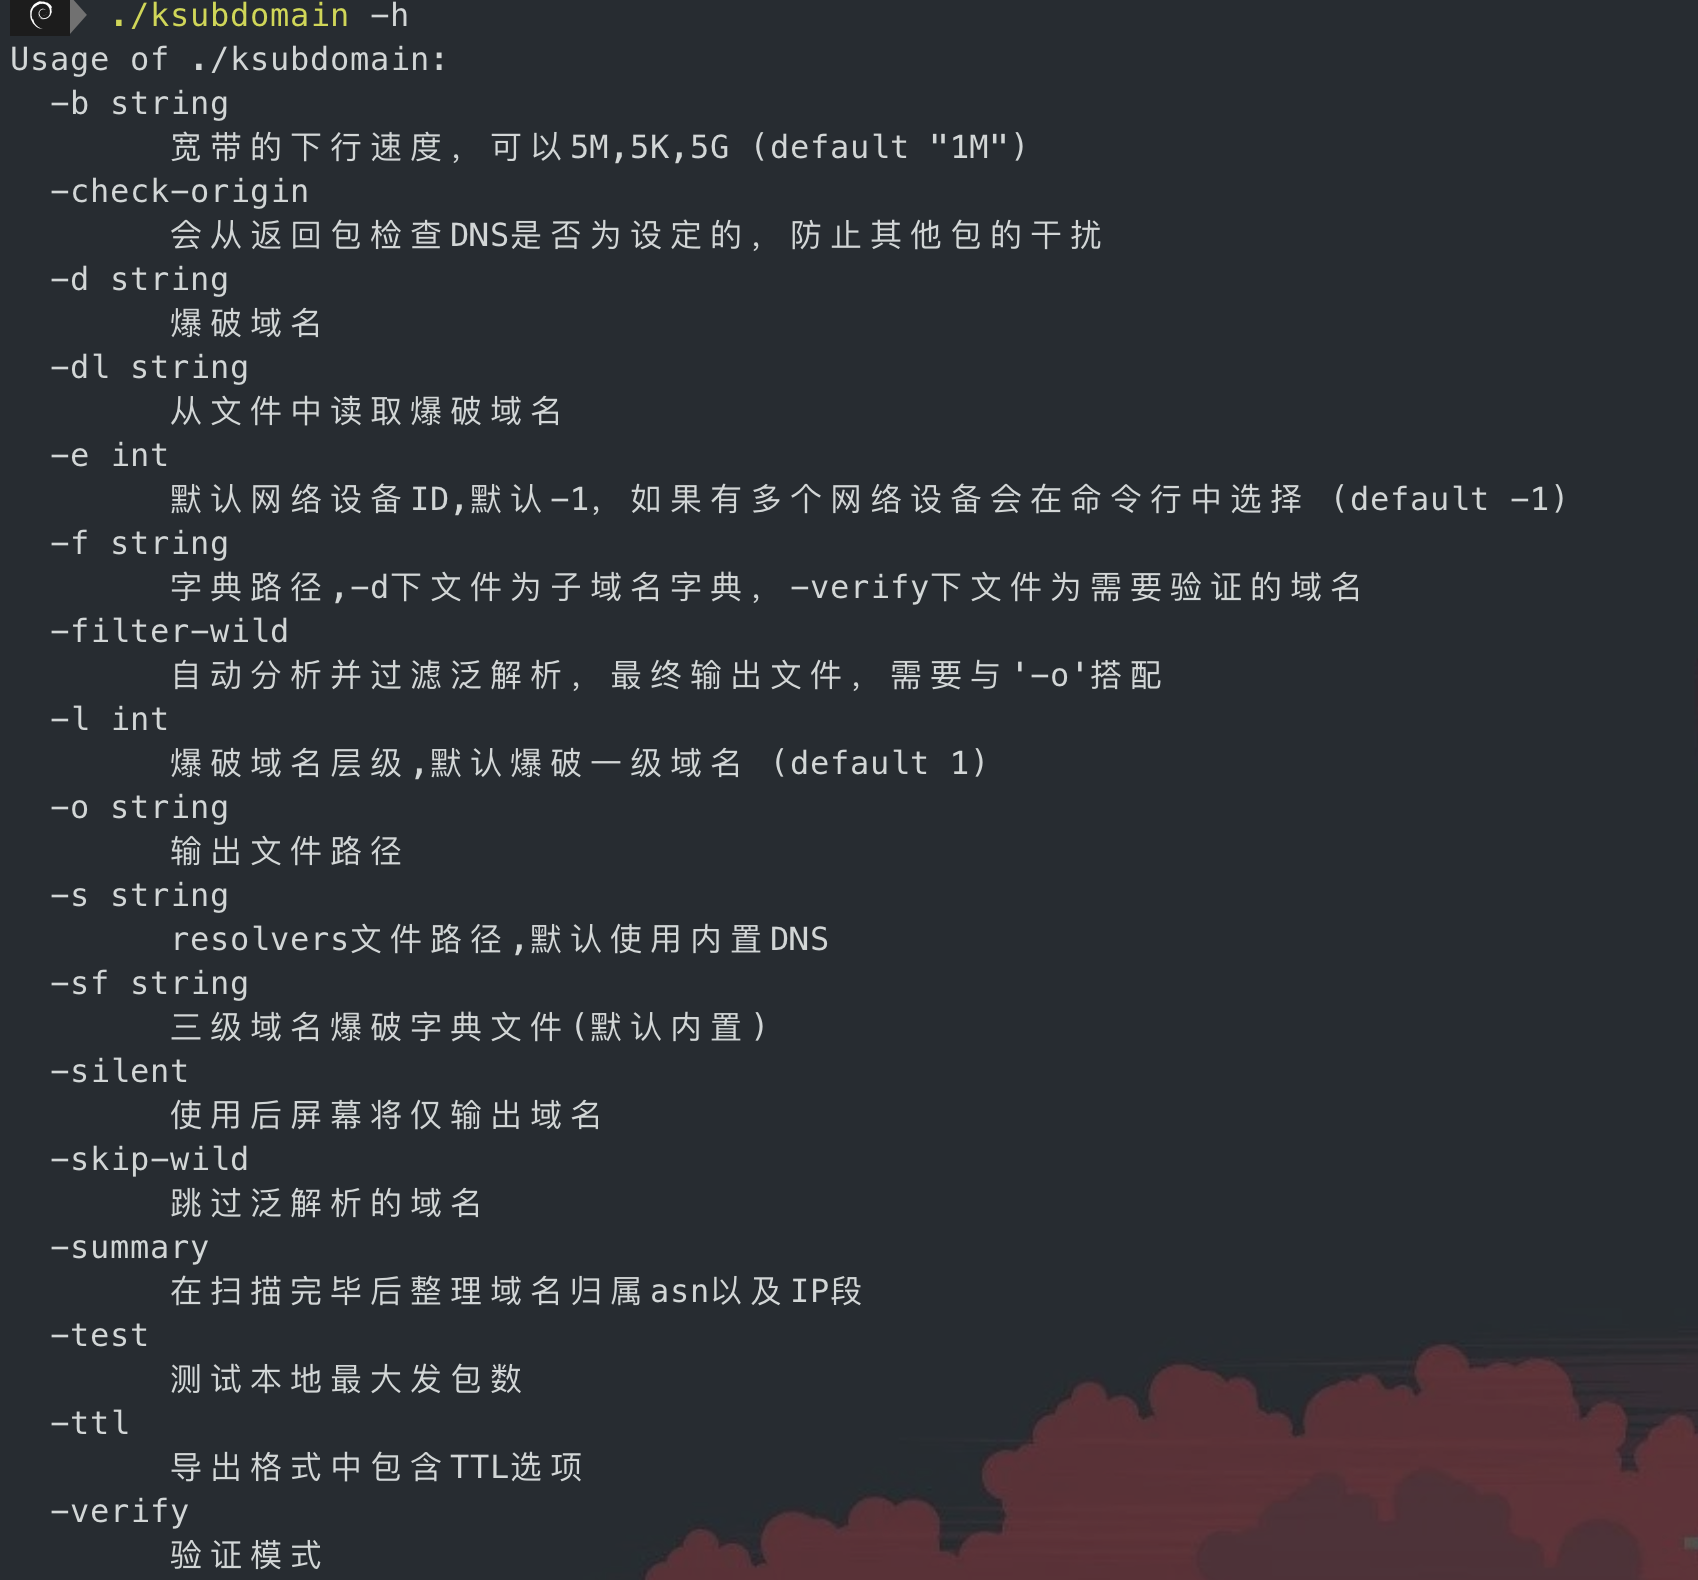 ./ksubdomain -h
Usage of ./ksubdomain:
-b string
宽带的下行速度，可以5M,5K,5G (default "1M")
-check-origin
会从返回包检查DNS是否为设定的，防止其他包的干扰
-d string
爆破域名
-dl string
从文件中读取爆破域名
-e int
默认网络设备ID,默认-1，如果有多个网络设备会在命令行中选择 (default -1)
-f string
字典路径,-d下文件为子域名字典，-verify下文件为需要验证的域名
-filter-wild
自动分析并过滤泛解析，最终输出文件，需要与'-o'搭配
-l int
爆破域名层级,默认爆破一级域名 (default 1)
-o string
输出文件路径
-s string
resolvers文件路径,默认使用内置DNS
-sf string
三级域名爆破字典文件(默认内置)
-silent
使用后屏幕将仅输出域名
-skip-wild
跳过泛解析的域名
-summary
在扫描完毕后整理域名归属asn以及IP段
-test
测试本地最大发包数
-ttl
导出格式中包含TTL选项
-verify
验证模式